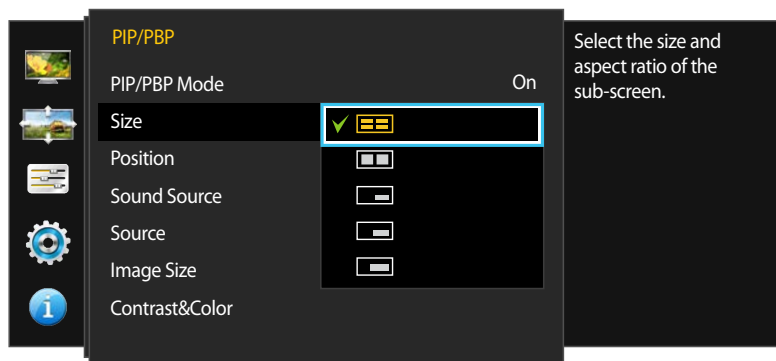 PIP/PBP
PIP/PBP Mode On
Size
Position
Sound Source
Source
Image Size
Contrast&Color
Select the size and
aspect ratio of the
sub-screen.